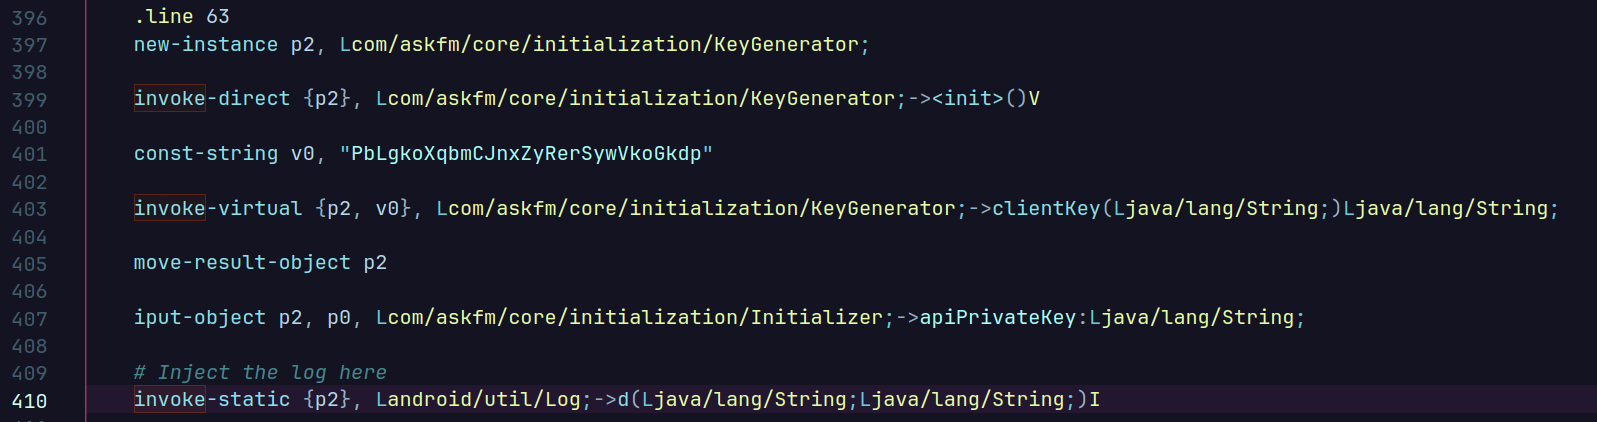 396 .line 63
397 new-instance p2, Lcom/askfm/core/initialization/KeyGenerator;
398
399 invoke-direct {p2}, Lcom/askfm/core/initialization/KeyGenerator;-><init>()V
400
401 const-string v0, "PbLgkoXqbmCJnxZyRerSywVkoGkdp"
402
403 invoke-virtual {p2, v0}, Lcom/askfm/core/initialization/KeyGenerator;->clientKey(Ljava/lang/String;)Ljava/lang/String;
404
405 move-result-object p2
406
407 iput-object p2, p0, Lcom/askfm/core/initialization/Initializer;->apiPrivateKey:Ljava/lang/String;
408
409 # Inject the log here
410 invoke-static {p2}, Landroid/util/Log;->d(Ljava/lang/String;Ljava/lang/String;)I